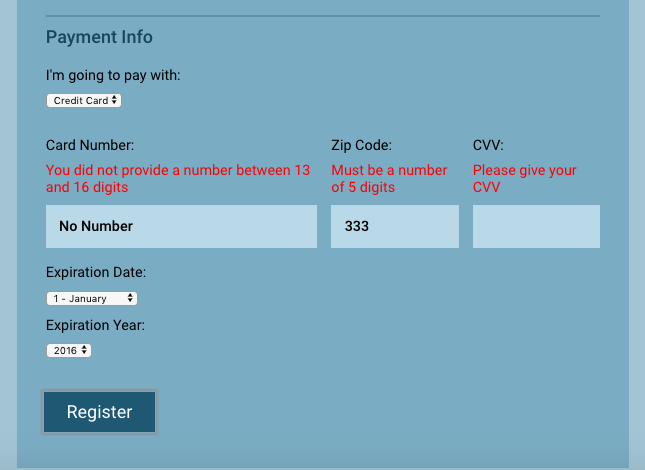 Payment Info
I'm going to pay with:
Credit Card
Card Number:
Zip Code:
CVV:
You did not provide a number between 13
and 16 digits
Must be a number
of 5 digits
Please give your
CVV
No Number
333
Expiration Date:
1 - January
Expiration Year:
2016
Register